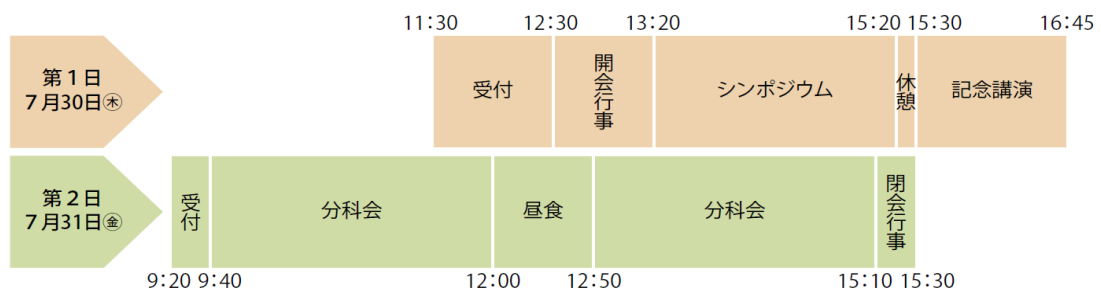 11:30 12:30 13:20 15:20 15:30 16:45
第1日
7月30日㊍
受付
開会行事
シンポジウム
休憩
記念講演
第2日
7月31日㊎
受付
分科会
昼食
分科会
閉会行事
9:20 9:40 12:00 12:50 15:10 15:30